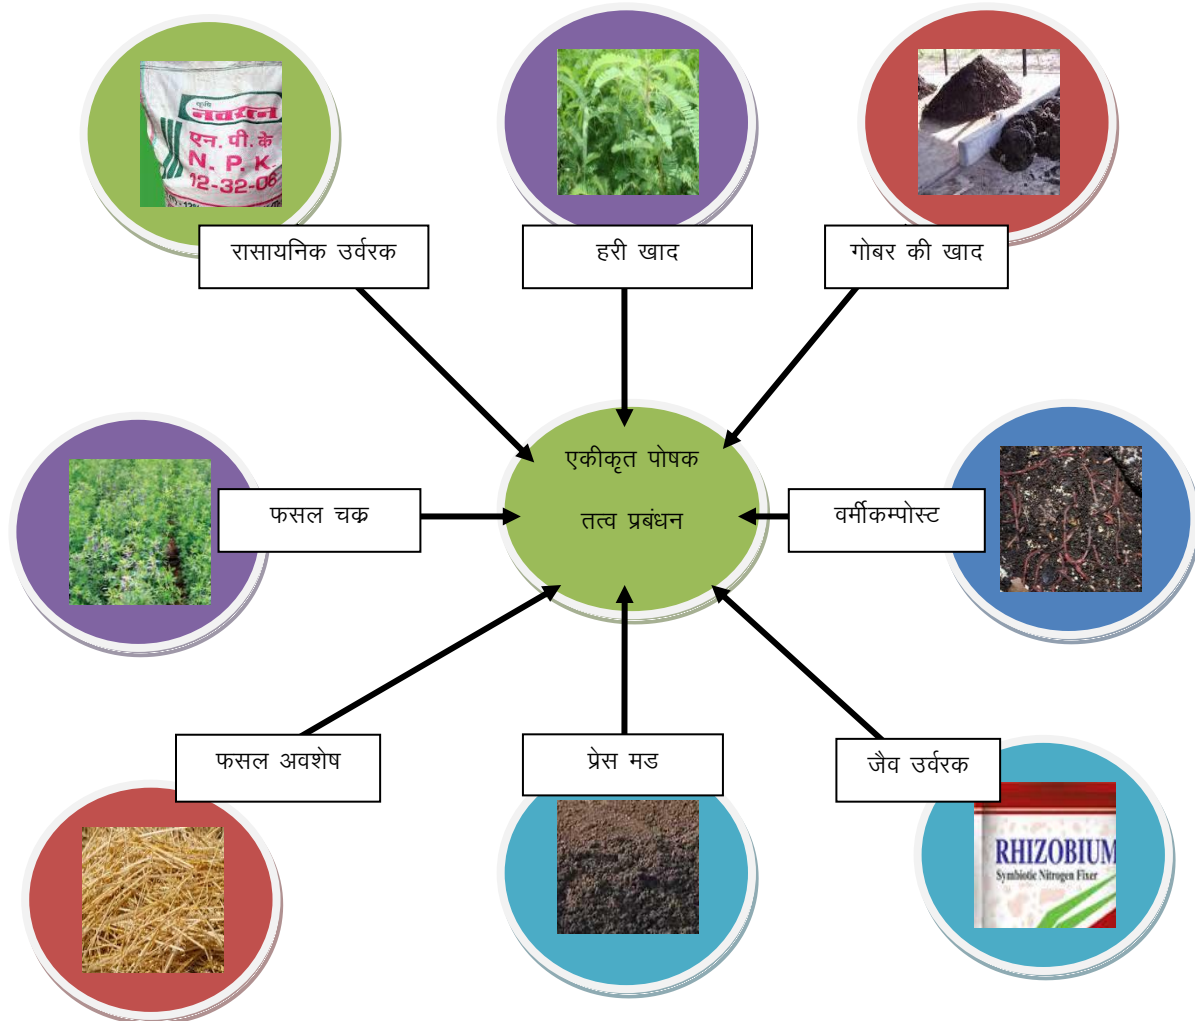 कृषि
नवरत्न
एन. पी. के
N. P. K.
12-32-06
रासायनिक उर्वरक
हरी खाद
गोबर की खाद
एकीकृत पोषक
तत्व प्रबंधन
फसल चक्र
वर्मीकम्पोस्ट
फसल अवशेष
प्रेस मड
जैव उर्वरक
RHIZOBIUM
Symbiotic Nitrogen Fixer